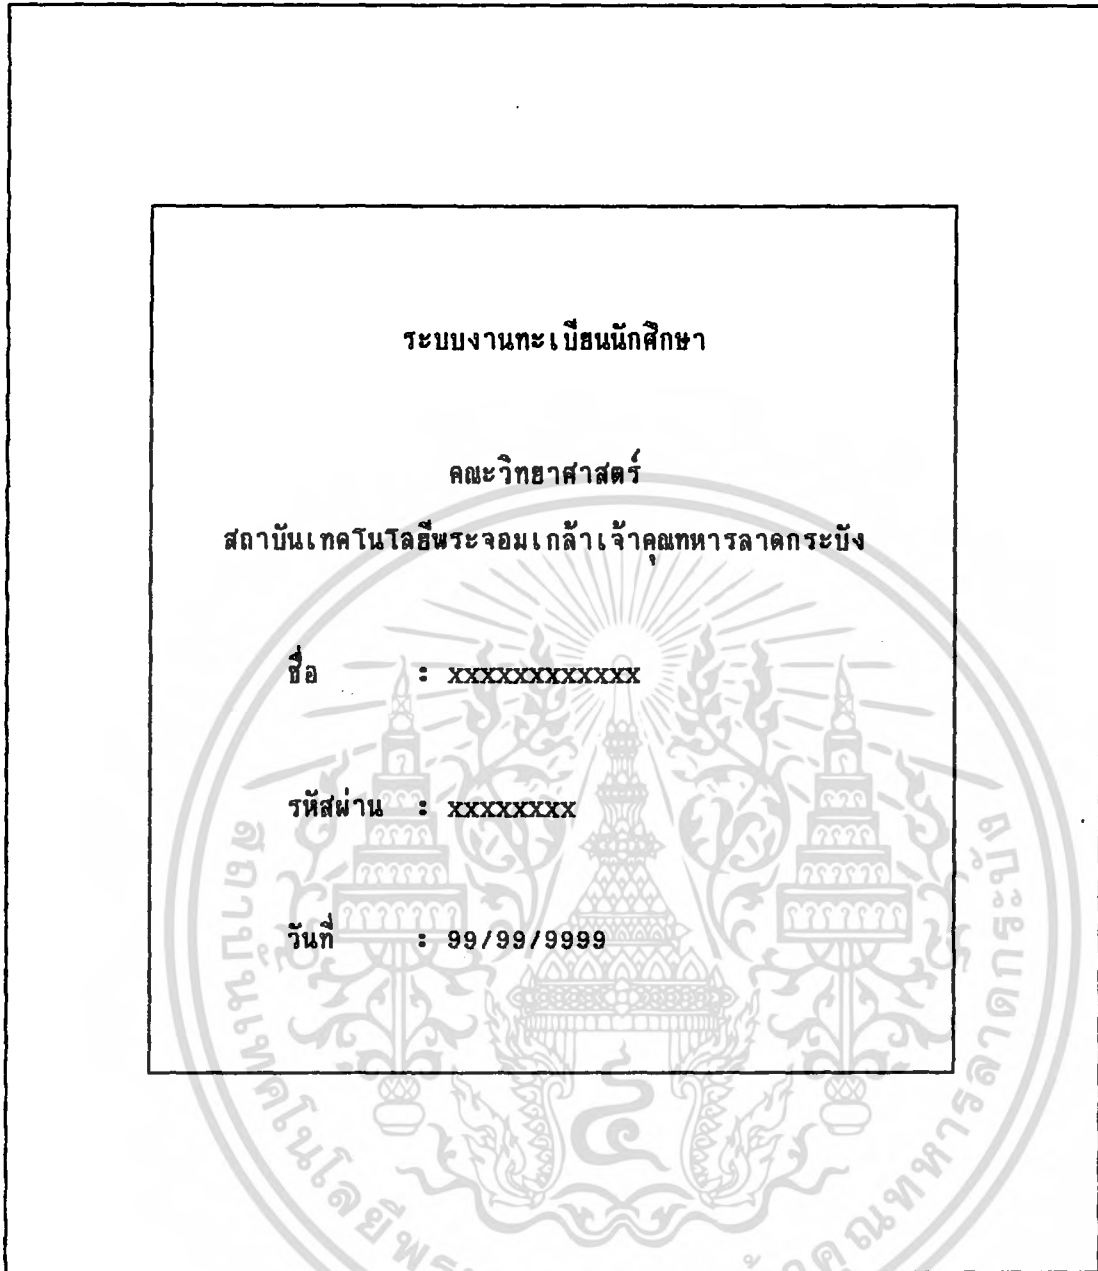 ระบบงานทะเบียนนักศึกษา
คณะวิทยาศาสตร์
สถาบันเทคโนโลยีพระจอมเกล้าเจ้าคุณทหารลาดกระบัง
ชื่อ : XXXXXXXXXXXX
รหัสผ่าน : XXXXXXXX
วันที่ : 99/99/9999